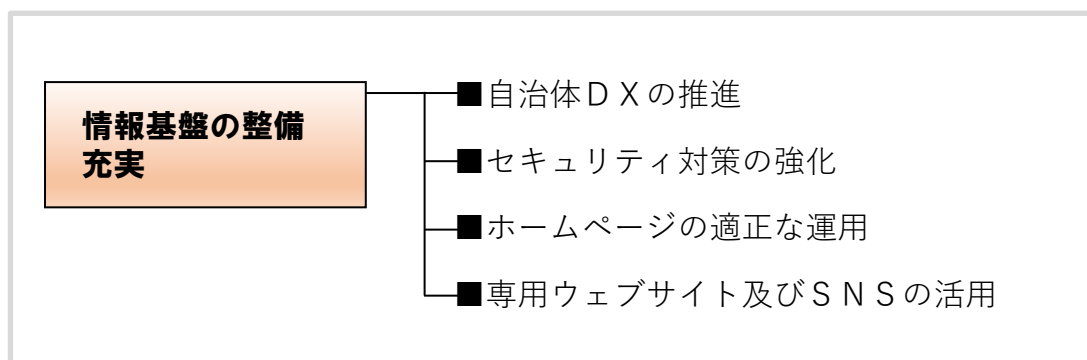 情報基盤の整備
充実
■自治体ＤＸの推進
■セキュリティ対策の強化
■ホームページの適正な運用
■専用ウェブサイト及びＳＮＳの活用